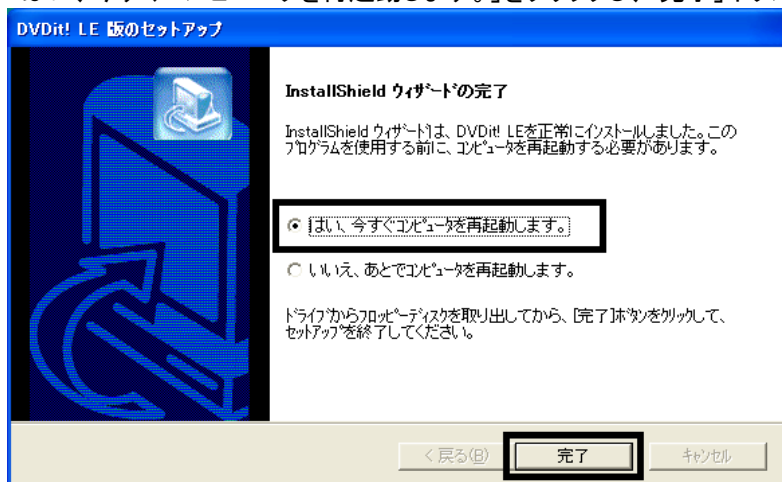 DVDit! LE 版のセットアップ
InstallShield ウィザードの完了
InstallShield ウィザードは、DVDit! LEを正常にインストールしました。この
プログラムを使用する前に、コンピュータを再起動する必要があります。
はい、今すぐコンピュータを再起動します。
いいえ、あとでコンピュータを再起動します。
ドライブからフロッピーディスクを取り出してから、[完了]ボタンをクリックして、
セットアップを終了してください。
< 戻る(B)
完了
キャンセル